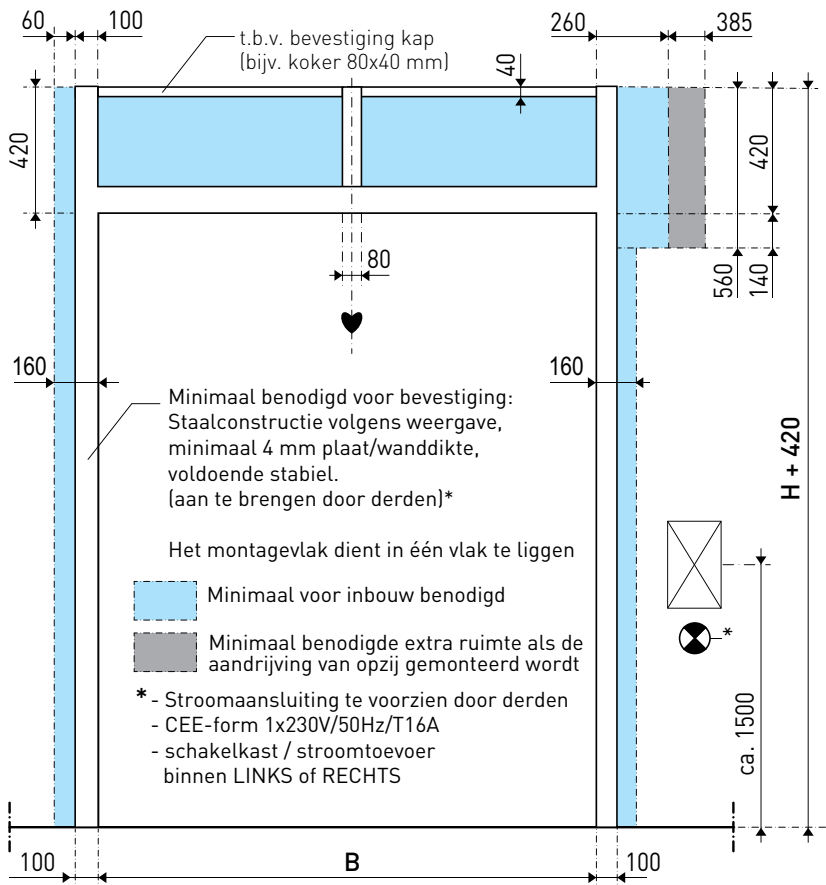 60
100
t.b.v. bevestiging kap
(bijv. koker 80x40 mm)
40
260
385
420
420
80
560
140
160
160
Minimaal benodigd voor bevestiging:
Staalconstructie volgens weergave,
minimaal 4 mm plaat/wanddikte,
voldoende stabiel.
(aan te brengen door derden)*
H + 420
Het montagevlak dient in één vlak te liggen
Minimaal voor inbouw benodigd
Minimaal benodigde extra ruimte als de
aandrijving van opzij gemonteerd wordt
*
* - Stroomaansluiting te voorzien door derden
- CEE-form 1x230V/50Hz/T16A
- schakelkast / stroomtoevoer
binnen LINKS of RECHTS
ca. 1500
100
B
100